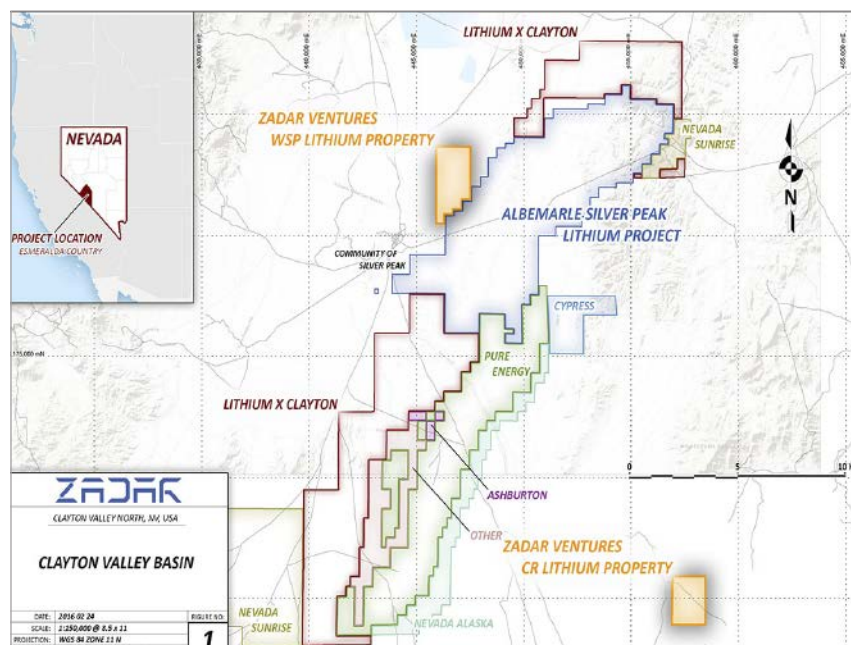 LITHIUM X CLAYTON
ZADAR VENTURES
WSP LITHIUM PROPERTY
NEVADA
SUNRISE
NEVADA
PROJECT LOCATION
ESMERALDA COUNTRY
ALBEMARLE SILVER PEAK
LITHIUM PROJECT
N
COMMUNITY OF
SILVER PEAK
CYPRESS
PURE
ENERGY
LITHIUM X CLAYTON
0
5
10
ASHBURTON
OTHER
ZADAR VENTURES
CR LITHIUM PROPERTY
ZADAR
CLAYTON VALLEY NORTH, NV, USA
CLAYTON VALLEY BASIN
NEVADA
SUNRISE
NEVADA ALASKA
DATE: 2016 02 24
FIGURE NO:
SCALE: 1:250,000 @ 8.5 x 11
PROJECTION: WGS 84 ZONE 11 N
1